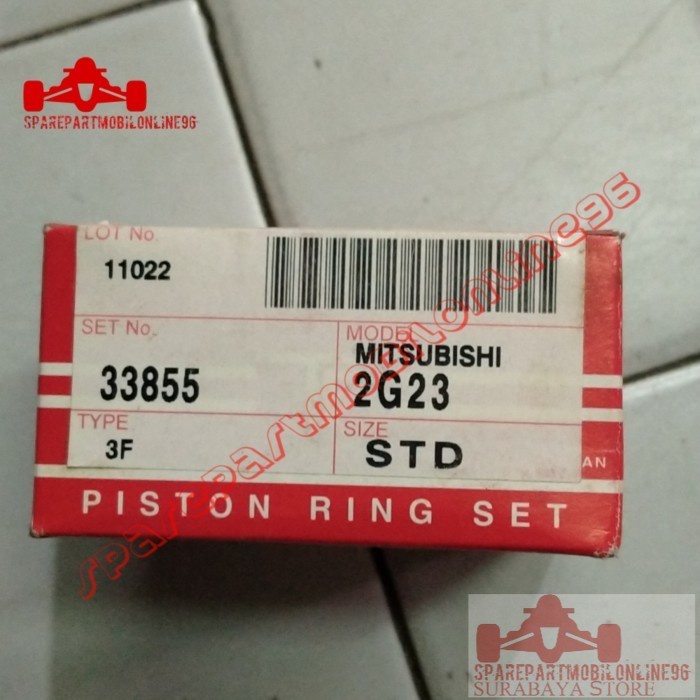 SPAREPARTMOBILONLINE96
LOT No.
11022
SET No.
33855
MODEL
MITSUBISHI
2G23
TYPE
3F
SIZE
STD
AN
PISTON RING SET
sparepartmobilonline96
SPAREPARTMOBILONLINE96
SURABAYA STORE